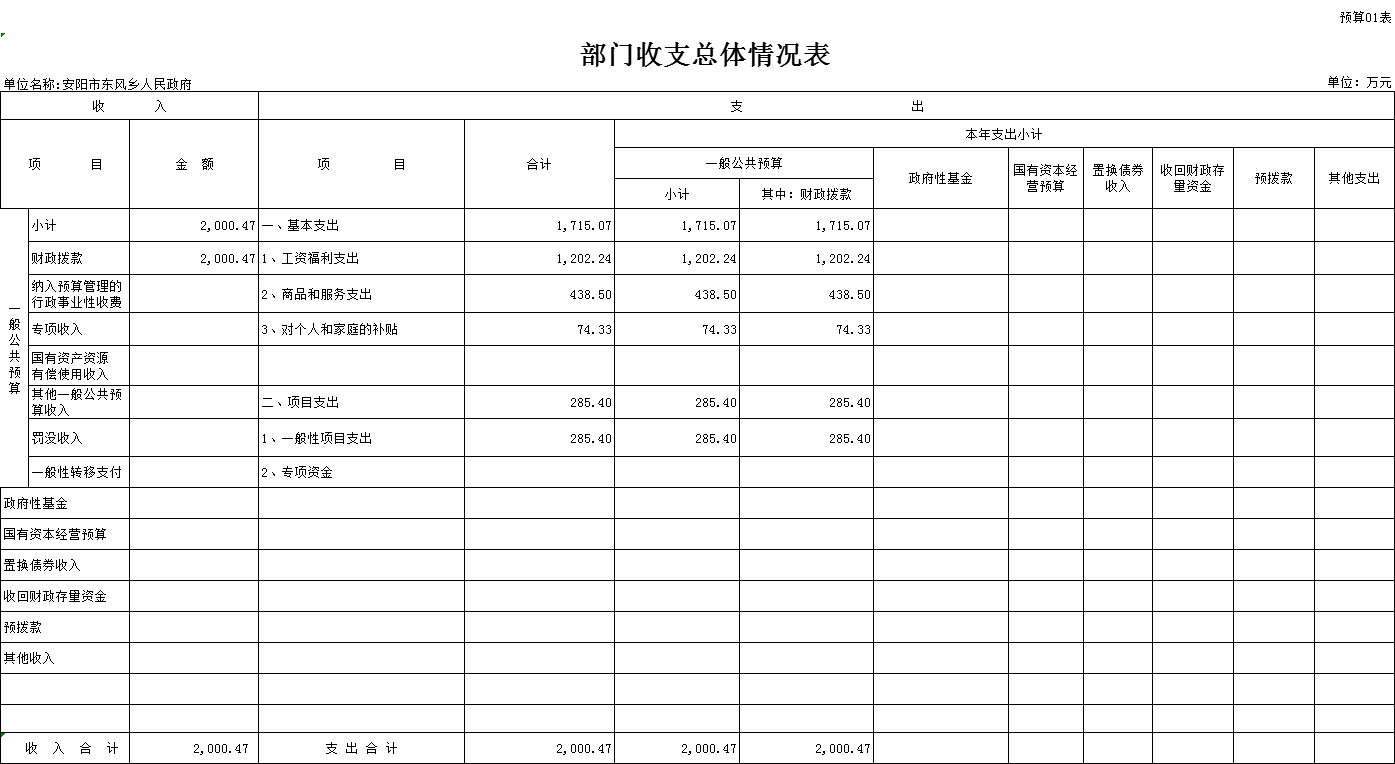 预算01表
部门收支总体情况表
单位名称:安阳市东风乡人民政府 单位：万元
收 入 支 出
项 目 金 额 项 目 合计 本年支出小计
一般公共预算 政府性基金 国有资本经营预算 置换债券收入 收回财政存量资金 预拨款 其他支出
小计 其中：财政拨款
一般公共预算
小计 2,000.47 一、基本支出 1,715.07 1,715.07 1,715.07
财政拨款 2,000.47 1、工资福利支出 1,202.24 1,202.24 1,202.24
纳入预算管理的行政事业性收费 2、商品和服务支出 438.50 438.50 438.50
专项收入 3、对个人和家庭的补贴 74.33 74.33 74.33
国有资产资源有偿使用收入
其他一般公共预算收入 二、项目支出 285.40 285.40 285.40
罚没收入 1、一般性项目支出 285.40 285.40 285.40
一般性转移支付 2、专项资金
政府性基金
国有资本经营预算
置换债券收入
收回财政存量资金
预拨款
其他收入
收 入 合 计 2,000.47 支 出 合 计 2,000.47 2,000.47 2,000.47